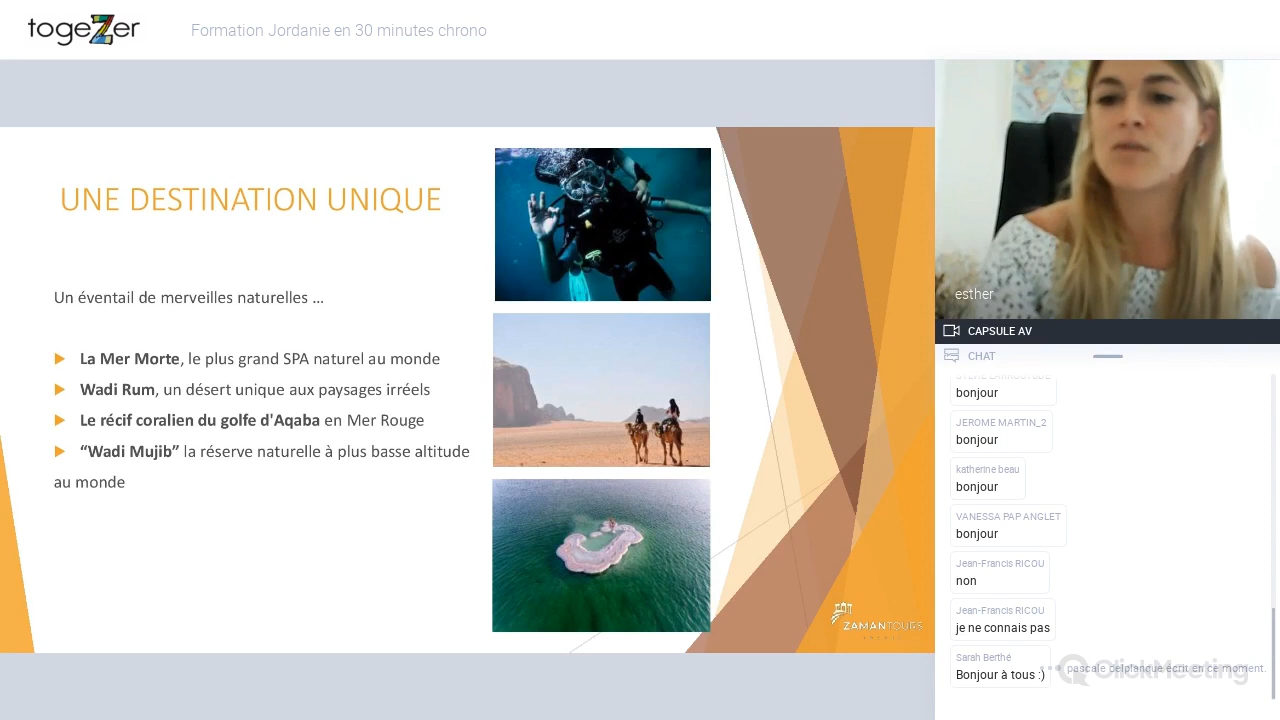 togeZer
Formation Jordanie en 30 minutes chrono
UNE DESTINATION UNIQUE
Un éventail de merveilles naturelles ...
La Mer Morte, le plus grand SPA naturel au monde
Wadi Rum, un désert unique aux paysages irréels
Le récif coralien du golfe d'Aqaba en Mer Rouge
“Wadi Mujib” la réserve naturelle à plus basse altitude
au monde
ZAMANTOURS
esther
CAPSULE AV
CHAT
bonjour
JEROME MARTIN_2
bonjour
katherine beau
bonjour
VANESSA PAP ANGLET
bonjour
Jean-Francis RICOU
non
Jean-Francis RICOU
je ne connais pas
Sarah Berthé
Bonjour à tous :)
pascale delplanque écrit en ce moment.
ClickMeeting